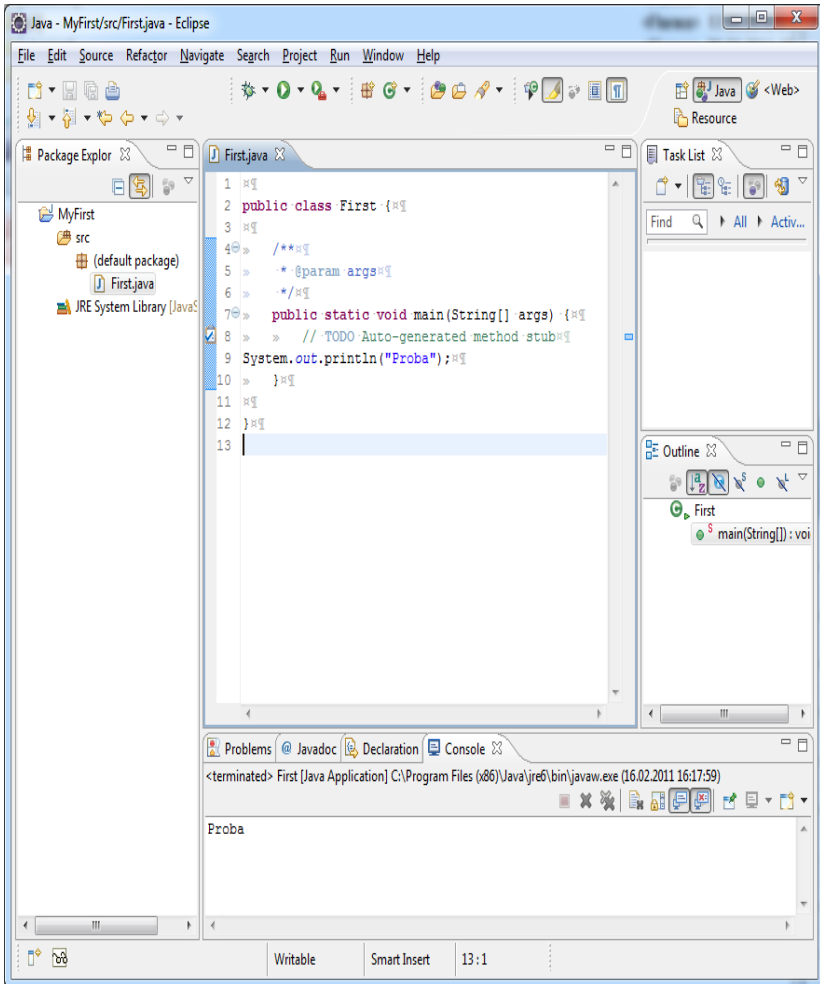 Java - MyFirst/src/First.java - Eclipse
File Edit Source Refactor Navigate Search Project Run Window Help
Java <Web>
Resource
Package Explor
MyFirst
src
(default package)
First.java
JRE System Library [JavaS
First.java
1 ¤¶
2 public·class·First·{¤¶
3 ¤¶
4 » /**¤¶
5 » ·*·@param·args¤¶
6 » ·*/¤¶
7 » public·static·void·main(String[]·args)·{¤¶
8 » » //·TODO·Auto-generated·method·stub¤¶
9 System.out.println("Proba");¤¶
10 » }¤¶
11 ¤¶
12 }¤¶
13
Task List
Find All Activ...
Outline
First
main(String[]) : voi
Problems @ Javadoc Declaration Console
<terminated> First [Java Application] C:\Program Files (x86)\Java\jre6\bin\javaw.exe (16.02.2011 16:17:59)
Proba
Writable Smart Insert 13 : 1